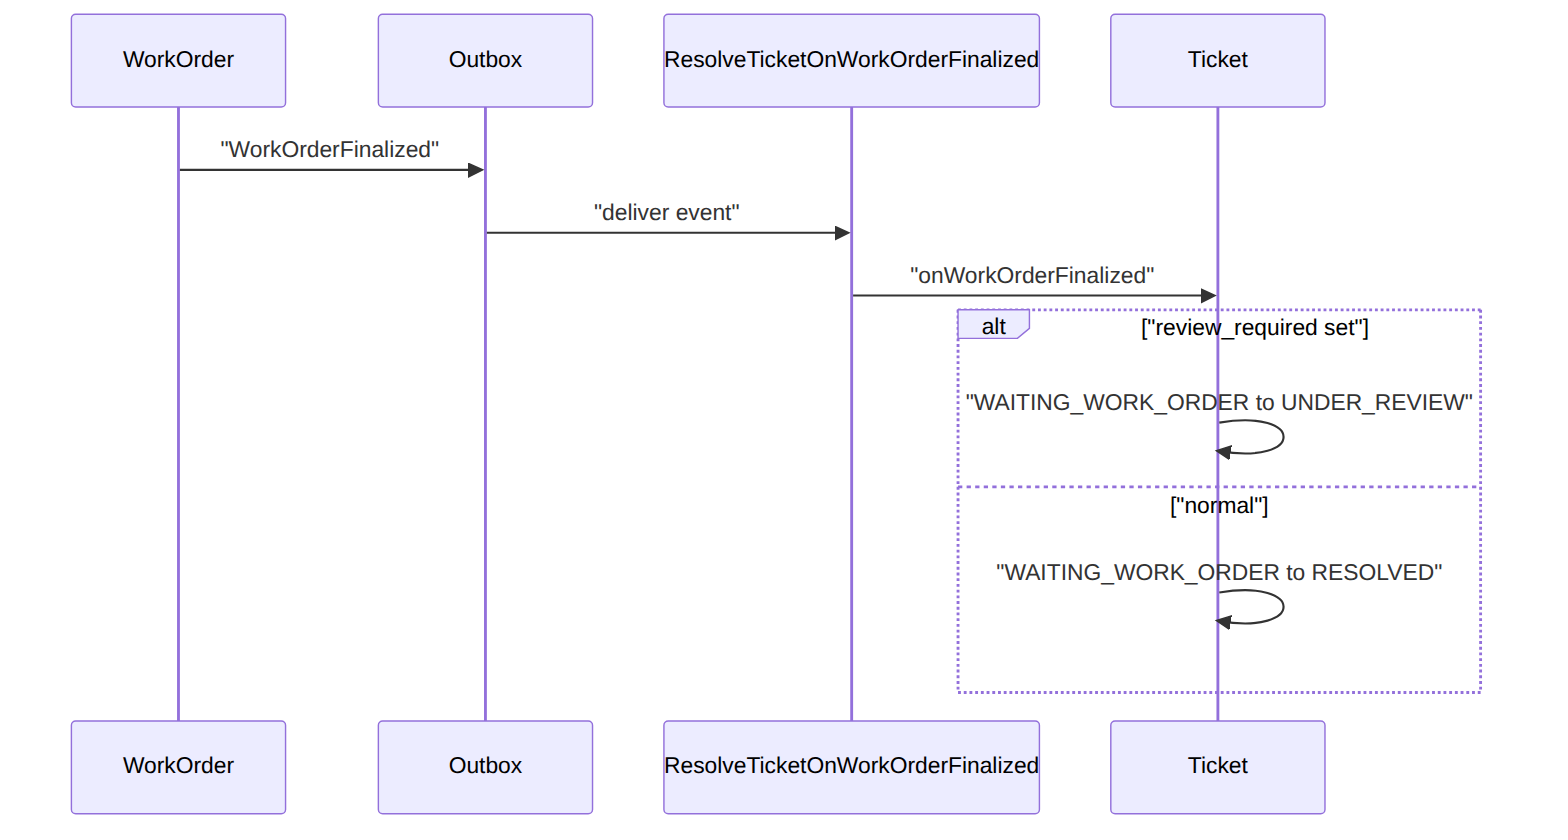 WorkOrder
Outbox
ResolveTicketOnWorkOrderFinalized
Ticket
"WorkOrderFinalized"
"deliver event"
"onWorkOrderFinalized"
alt
["review_required set"]
"WAITING_WORK_ORDER to UNDER_REVIEW"
["normal"]
"WAITING_WORK_ORDER to RESOLVED"
WorkOrder
Outbox
ResolveTicketOnWorkOrderFinalized
Ticket